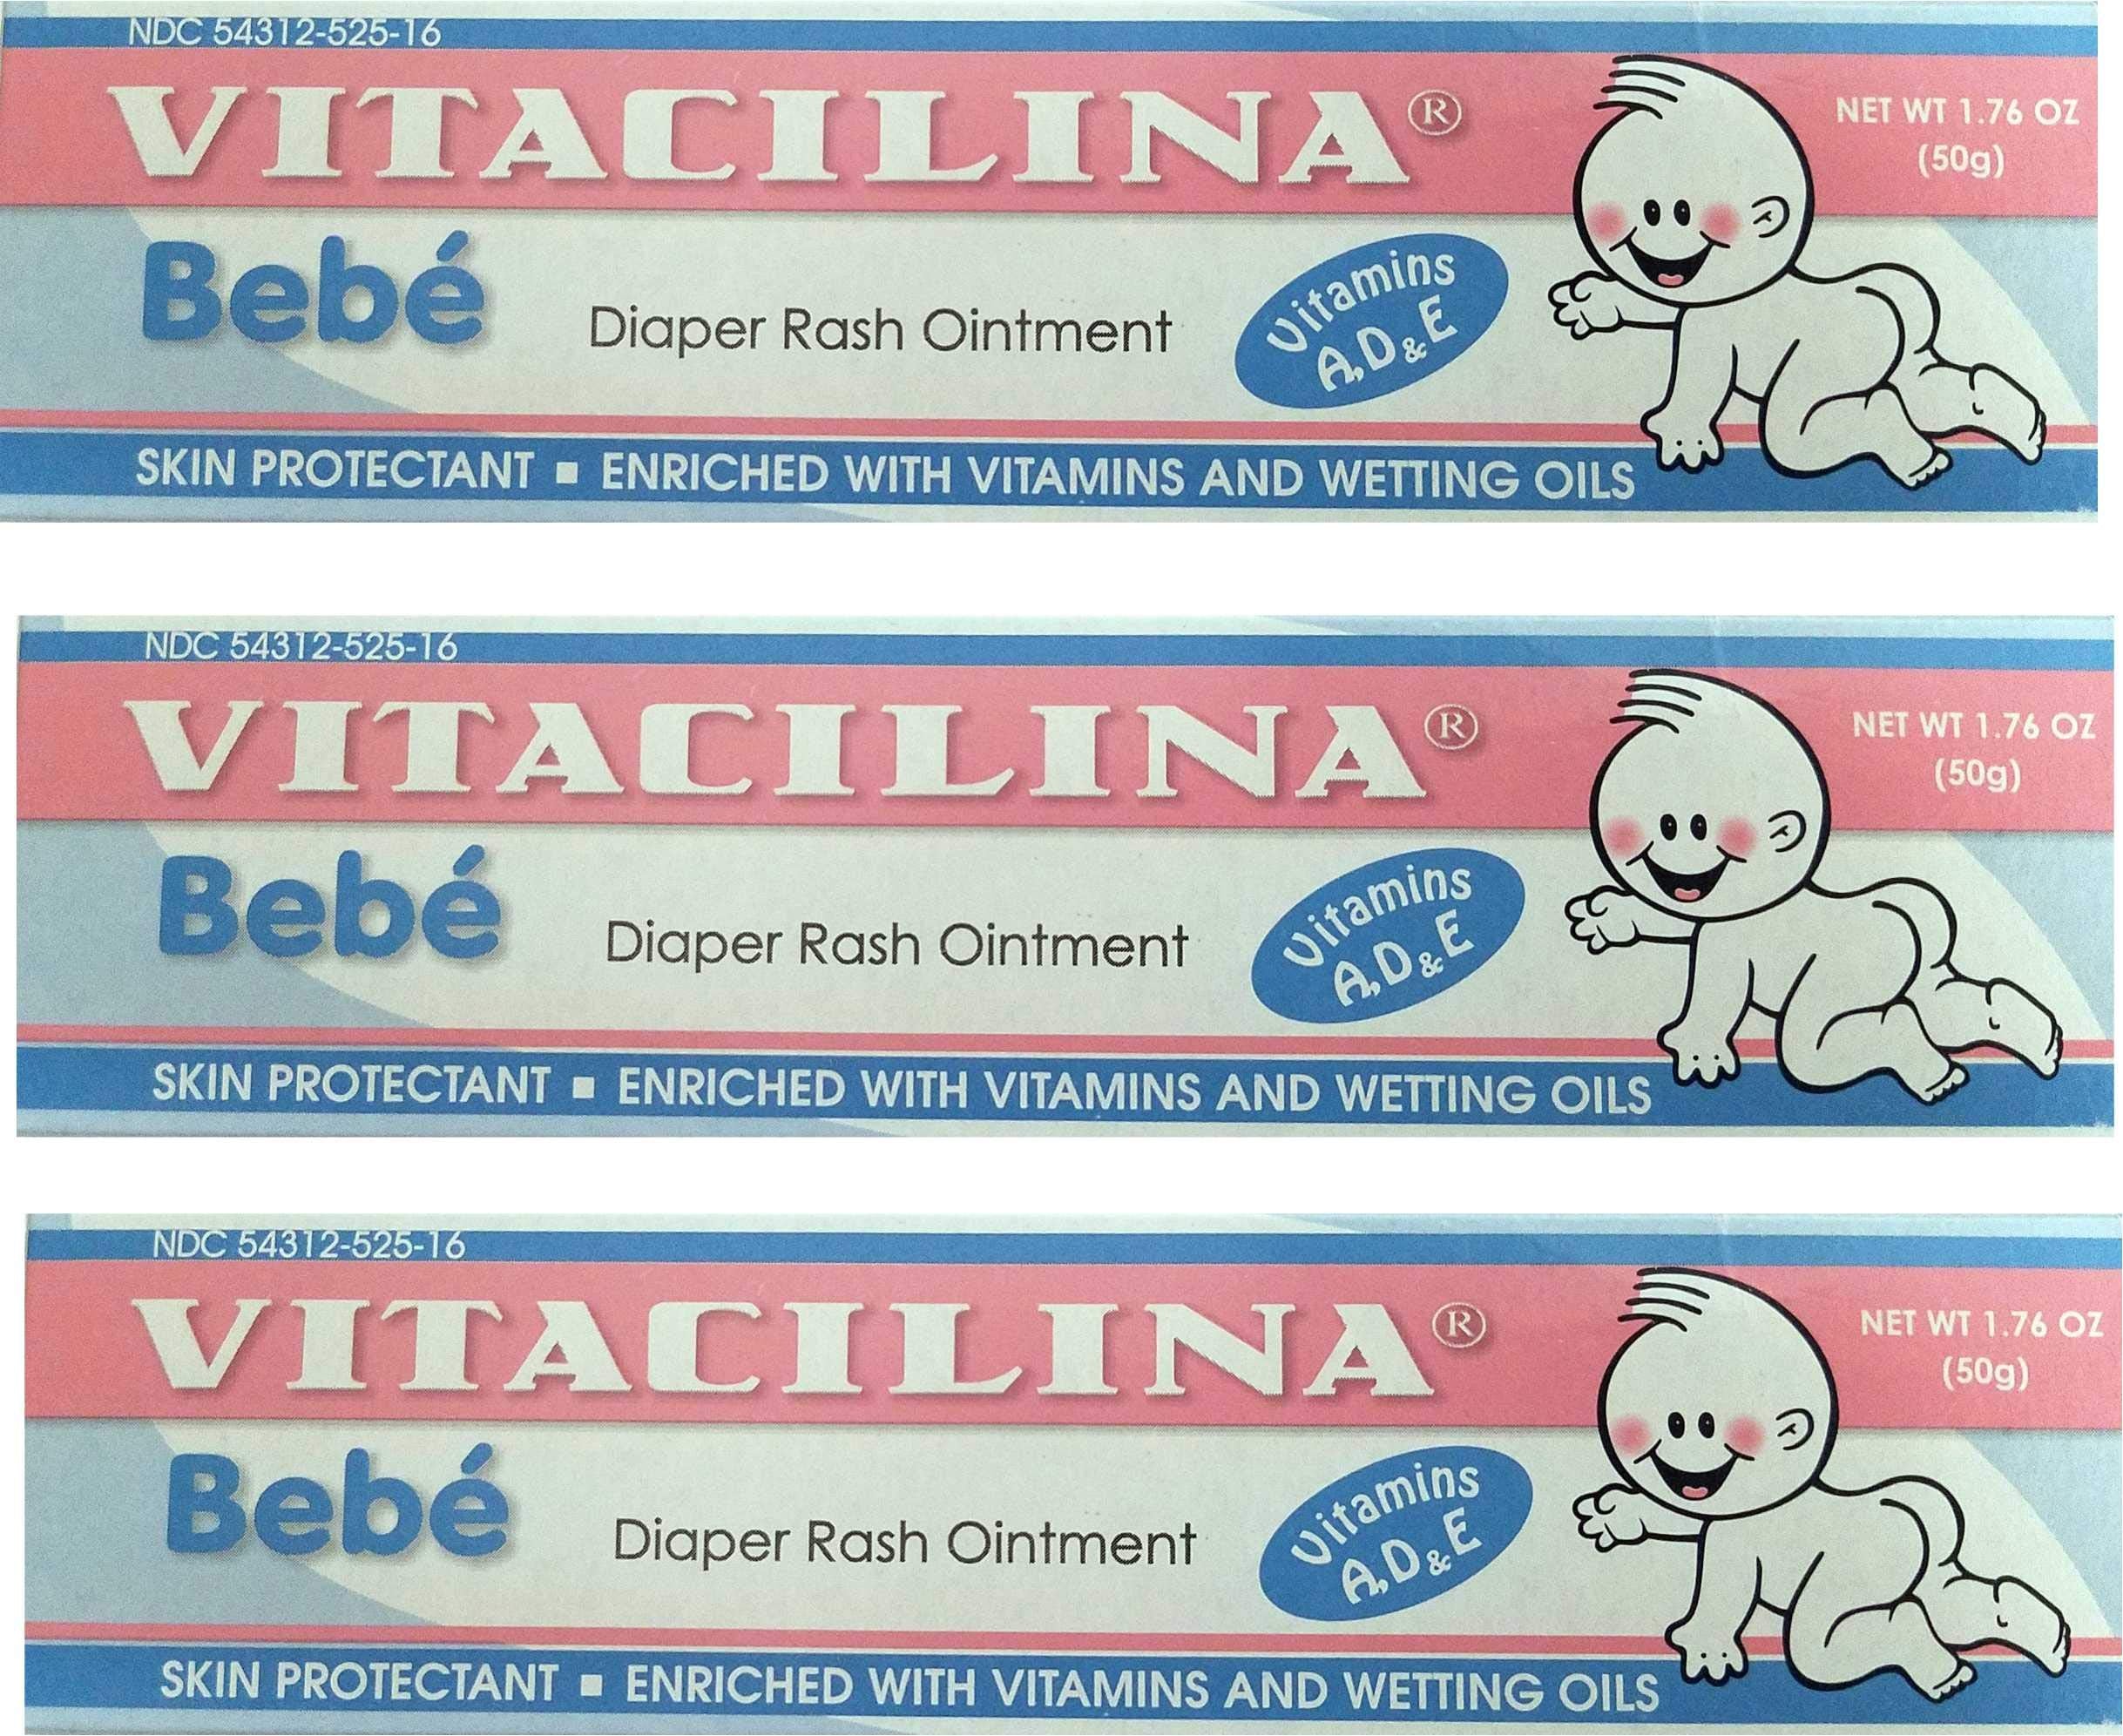 NDC 54312-525-16
VITACILINA®
NET WT 1.76 OZ
(50g)
Bebé
Diaper Rash Ointment
Vitamins
A, D & E
SKIN PROTECTANT ▪ ENRICHED WITH VITAMINS AND WETTING OILS
NDC 54312-525-16
VITACILINA®
NET WT 1.76 OZ
(50g)
Bebé
Diaper Rash Ointment
Vitamins
A, D & E
SKIN PROTECTANT ▪ ENRICHED WITH VITAMINS AND WETTING OILS
NDC 54312-525-16
VITACILINA®
NET WT 1.76 OZ
(50g)
Bebé
Diaper Rash Ointment
Vitamins
A, D & E
SKIN PROTECTANT ▪ ENRICHED WITH VITAMINS AND WETTING OILS